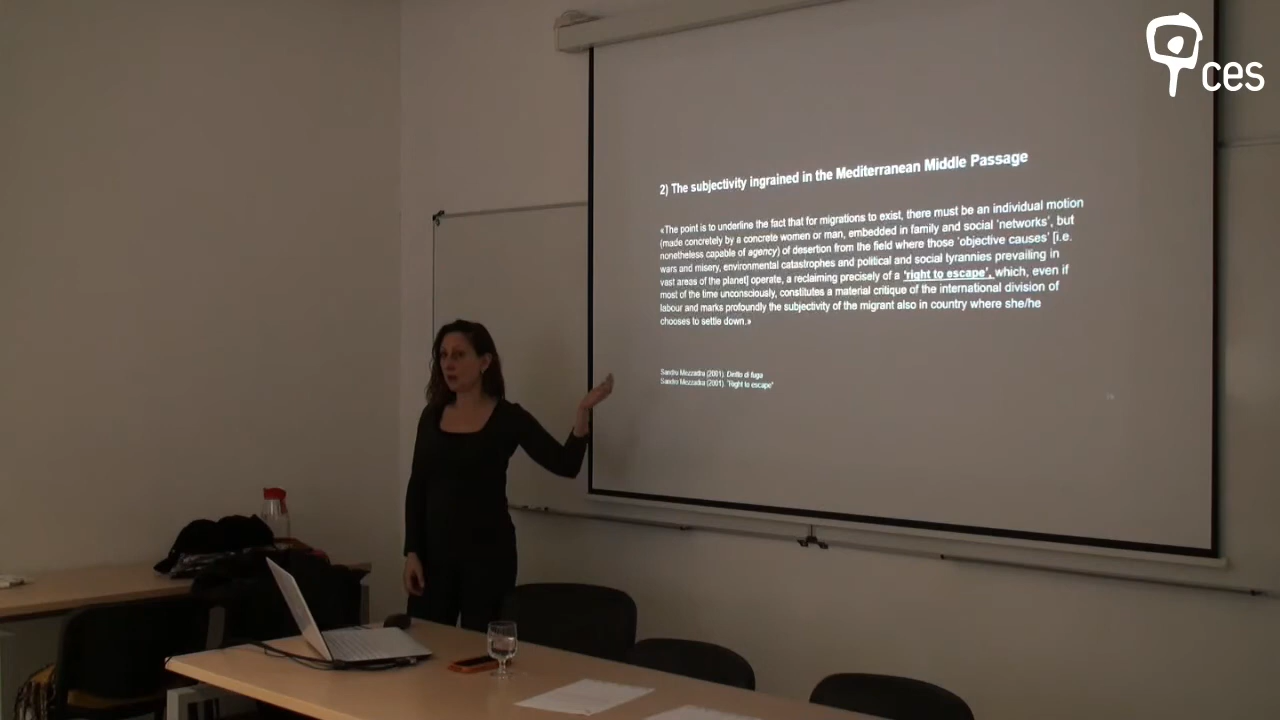 ces
2) The subjectivity ingrained in the Mediterranean Middle Passage
«The point is to underline the fact that for migrations to exist, there must be an individual motion
(made concretely by a concrete women or man, embedded in family and social 'networks', but
nonetheless capable of agency) of desertion from the field where those 'objective causes' [i.e.
wars and misery, environmental catastrophes and political and social tyrannies prevailing in
vast areas of the planet] operate, a reclaiming precisely of a 'right to escape', which, even if
most of the time unconsciously, constitutes a material critique of the international division of
labour and marks profoundly the subjectivity of the migrant also in country where she/he
chooses to settle down.»
Sandro Mezzadra (2001). Diritto di fuga
Sandro Mezzadra (2001). "Right to escape"